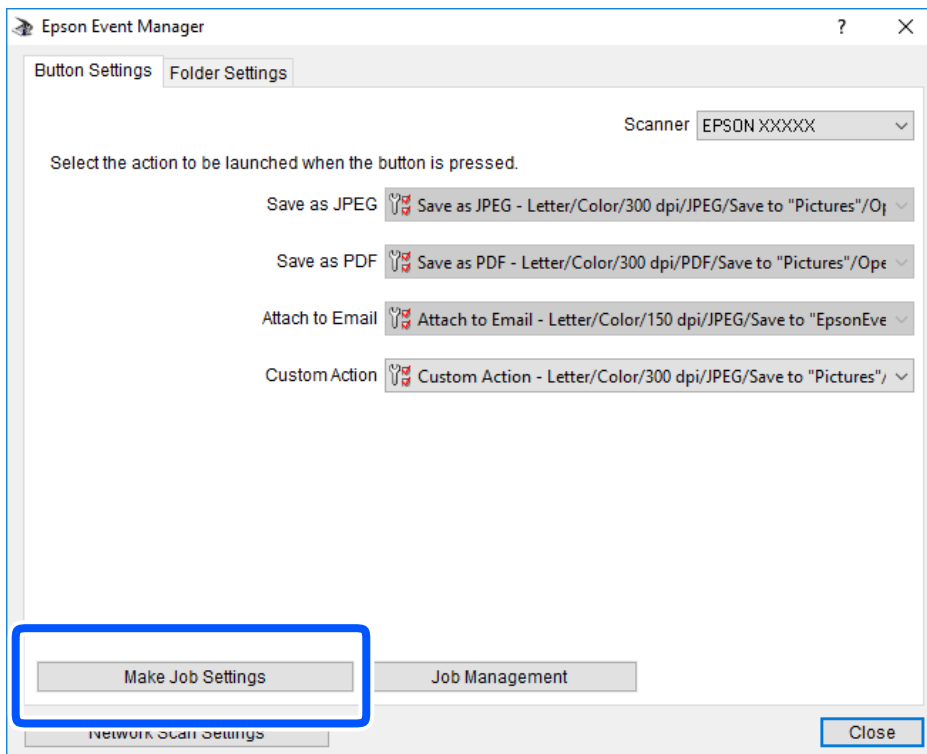 Epson Event Manager
Button Settings Folder Settings
Scanner EPSON XXXXX
Select the action to be launched when the button is pressed.
Save as JPEG Save as JPEG - Letter/Color/300 dpi/JPEG/Save to "Pictures"/Op
Save as PDF Save as PDF - Letter/Color/300 dpi/PDF/Save to "Pictures"/Ope
Attach to Email Attach to Email - Letter/Color/150 dpi/JPEG/Save to "EpsonEve
Custom Action Custom Action - Letter/Color/300 dpi/JPEG/Save to "Pictures"/
Make Job Settings Job Management
Network Scan Settings Close